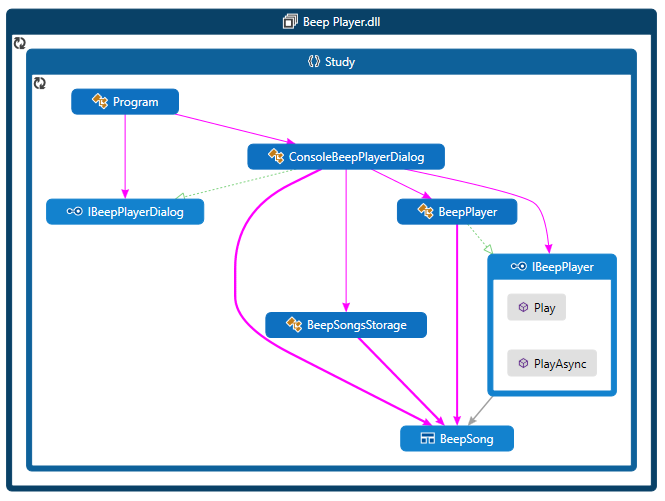 Beep Player.dll
Study
Program
ConsoleBeepPlayerDialog
IBeepPlayerDialog
BeepPlayer
IBeepPlayer
Play
BeepSongsStorage
PlayAsync
BeepSong